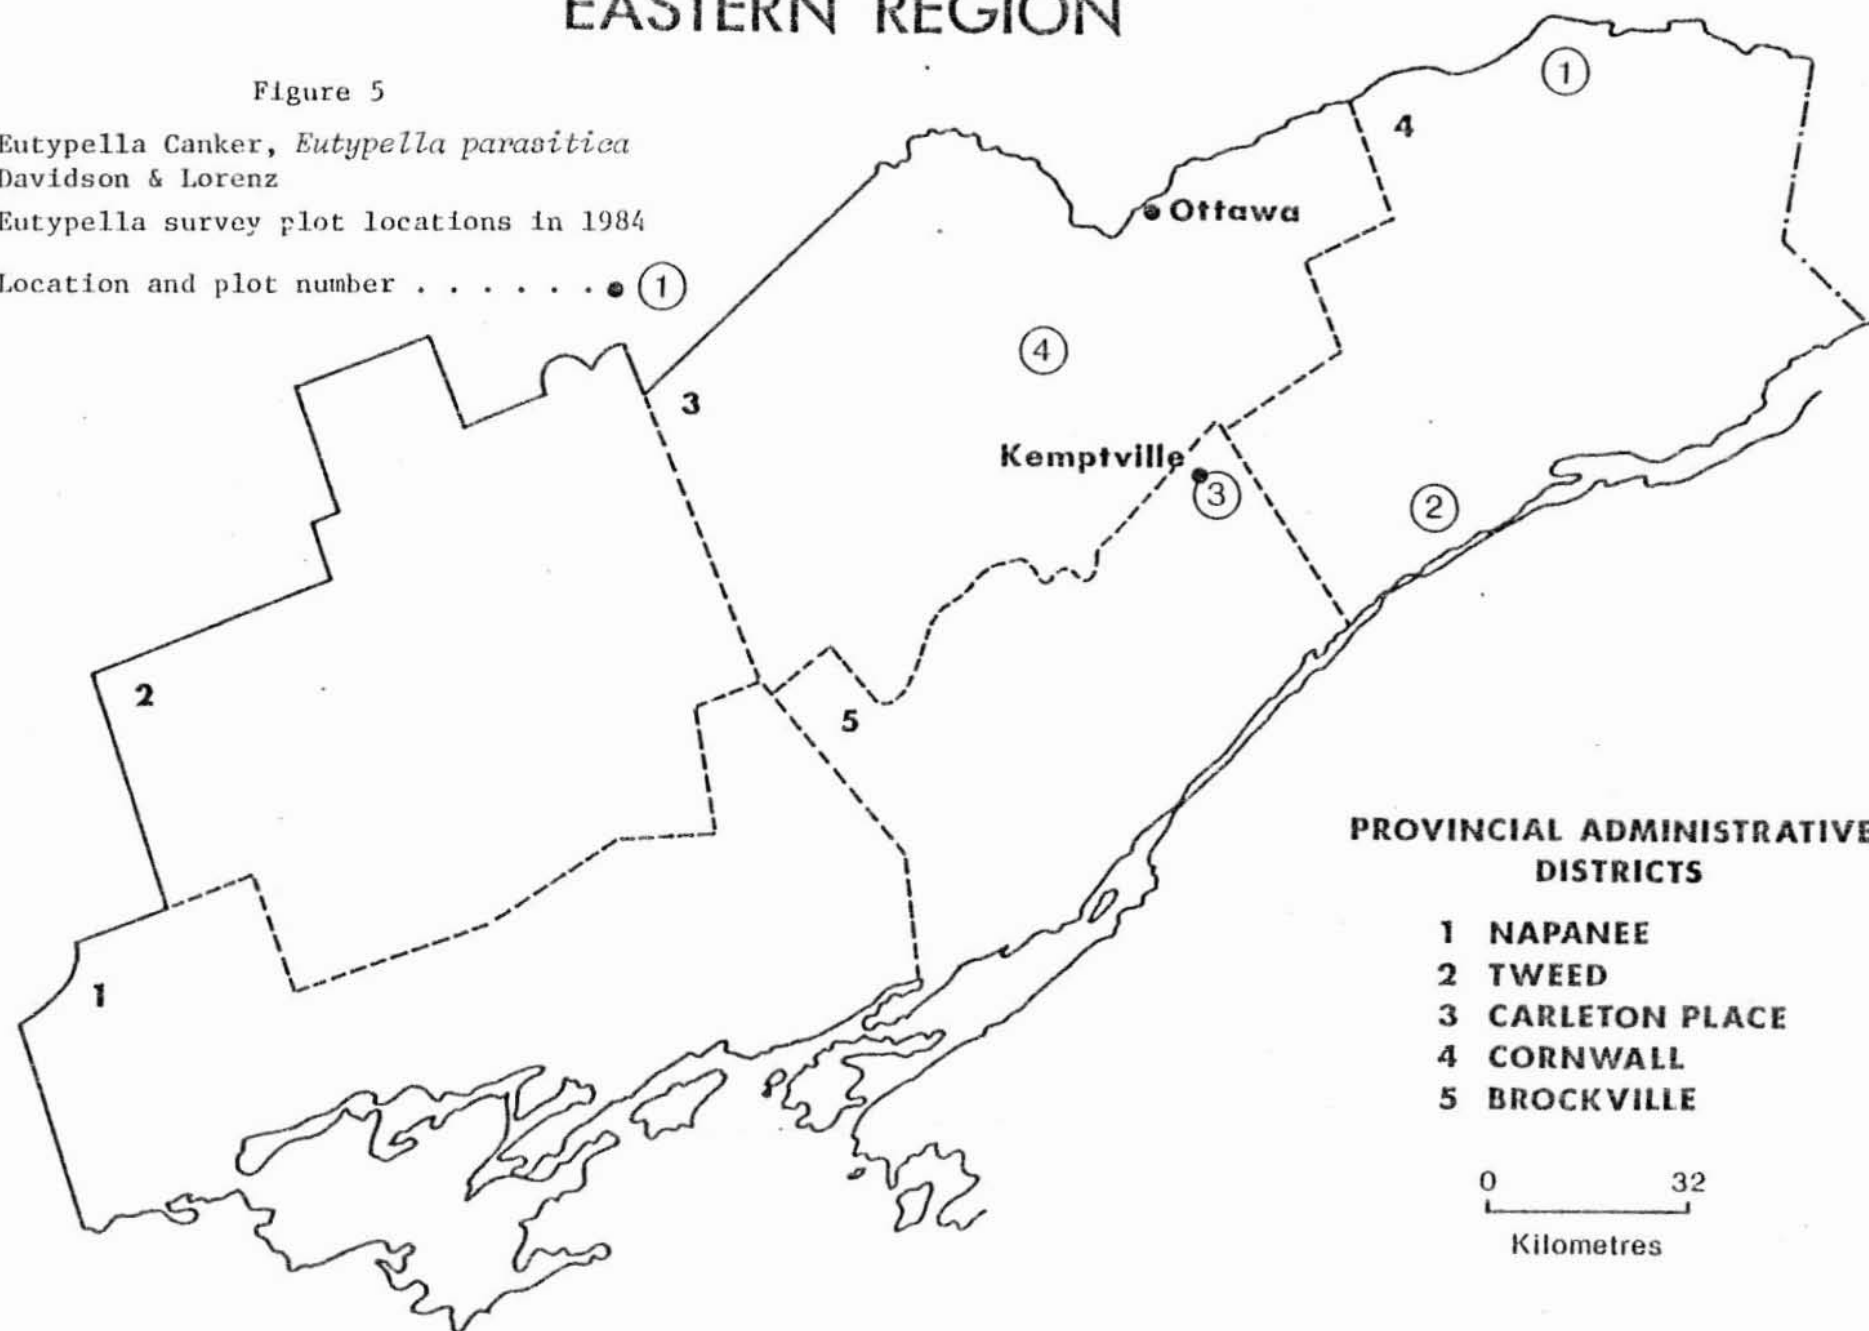 EASTERN REGION
Figure 5
Eutypella Canker, Eutypella parasitica
Davidson & Lorenz
Eutypella survey plot locations in 1984
Location and plot number . . . . . . . ● ①
①
4
Ottawa
④
3
Kemptville
③
②
2
5
1
PROVINCIAL ADMINISTRATIVE
DISTRICTS
1 NAPANEE
2 TWEED
3 CARLETON PLACE
4 CORNWALL
5 BROCKVILLE
0 32
Kilometres